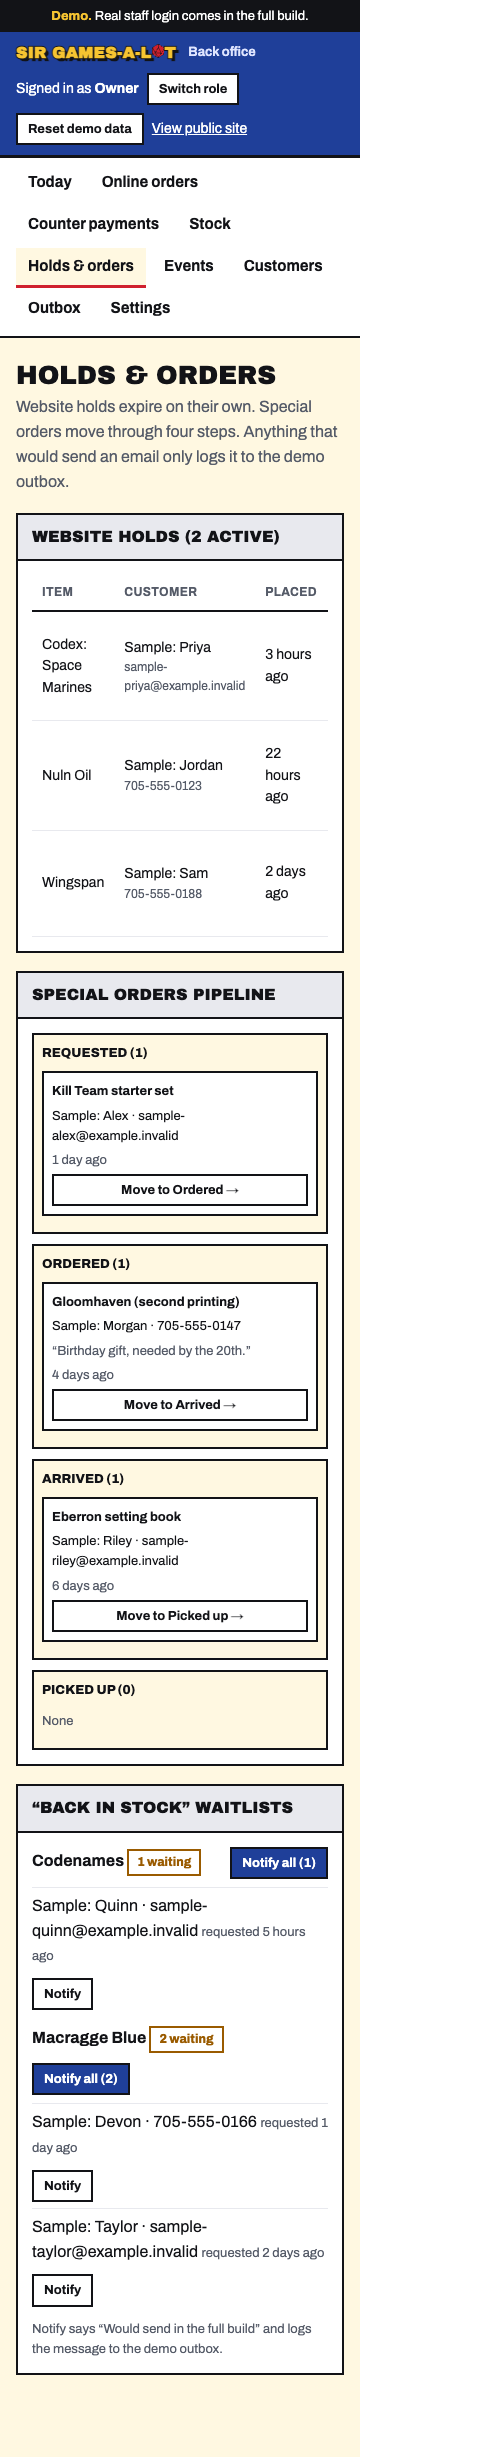 Demo. Real staff login comes in the full build.
SIR GAMES-A-LOT Back office
Signed in as Owner Switch role
Reset demo data View public site
Today Online orders
Counter payments Stock
Holds & orders Events Customers
Outbox Settings
HOLDS & ORDERS
Website holds expire on their own. Special
orders move through four steps. Anything that
would send an email only logs it to the demo
outbox.
WEBSITE HOLDS (2 ACTIVE)
ITEM CUSTOMER PLACED
Codex:
Space
Marines
Sample: Priya
sample-
priya@example.invalid
3 hours
ago
Nuln Oil
Sample: Jordan
705-555-0123
22
hours
ago
Wingspan
Sample: Sam
705-555-0188
2 days
ago
SPECIAL ORDERS PIPELINE
REQUESTED (1)
Kill Team starter set
Sample: Alex · sample-
alex@example.invalid
1 day ago
Move to Ordered →
ORDERED (1)
Gloomhaven (second printing)
Sample: Morgan · 705-555-0147
“Birthday gift, needed by the 20th.”
4 days ago
Move to Arrived →
ARRIVED (1)
Eberron setting book
Sample: Riley · sample-
riley@example.invalid
6 days ago
Move to Picked up →
PICKED UP (0)
None
“BACK IN STOCK” WAITLISTS
Codenames 1 waiting Notify all (1)
Sample: Quinn · sample-
quinn@example.invalid requested 5 hours
ago
Notify
Macragge Blue 2 waiting
Notify all (2)
Sample: Devon · 705-555-0166 requested 1
day ago
Notify
Sample: Taylor · sample-
taylor@example.invalid requested 2 days ago
Notify
Notify says “Would send in the full build” and logs
the message to the demo outbox.